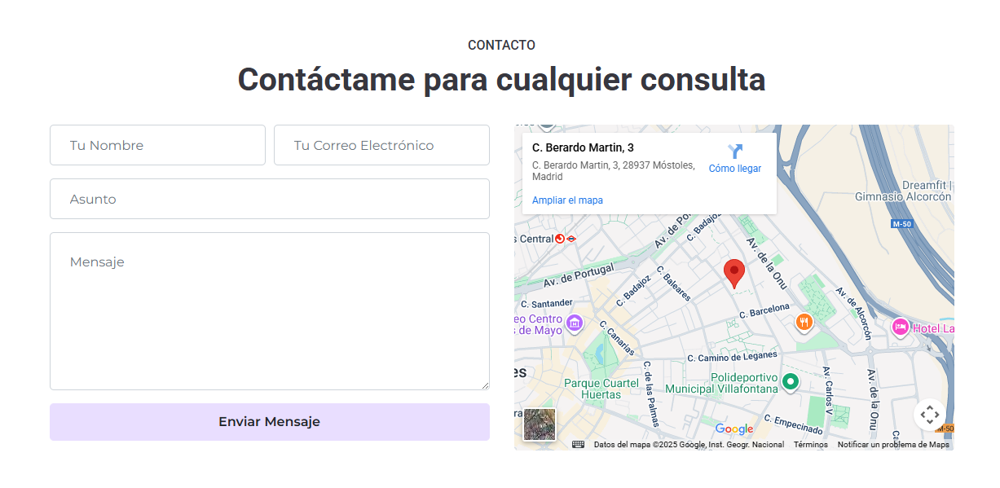 CONTACTO
Contáctame para cualquier consulta
Tu Nombre
Tu Correo Electrónico
Asunto
Mensaje
Enviar Mensaje
C. Berardo Martin, 3
C. Berardo Martin, 3, 28937 Móstoles,
Madrid
Cómo llegar
Ampliar el mapa
Dreamfit |
Gimnasio Alcorcón
M-50
s Central
Av. de Por
C. Badajoz
Av. de la Onu
Av. de Portugal
C. Badajoz
C. Baleares
C. Santander
C. Barcelona
Av. de Alcorcón
eo Centro
s de Mayo
C. Canarias
Hotel La
C. Camino de Leganes
es
Parque Cuartel
Huertas
C. de las Palmas
Polideportivo
Municipal Villafontana
Av. Carlos V
Av. de la Onu
ra
Google
C. Empecinado
M-50
Datos del mapa ©2025 Google, Inst. Geogr. Nacional
Términos
Notificar un problema de Maps